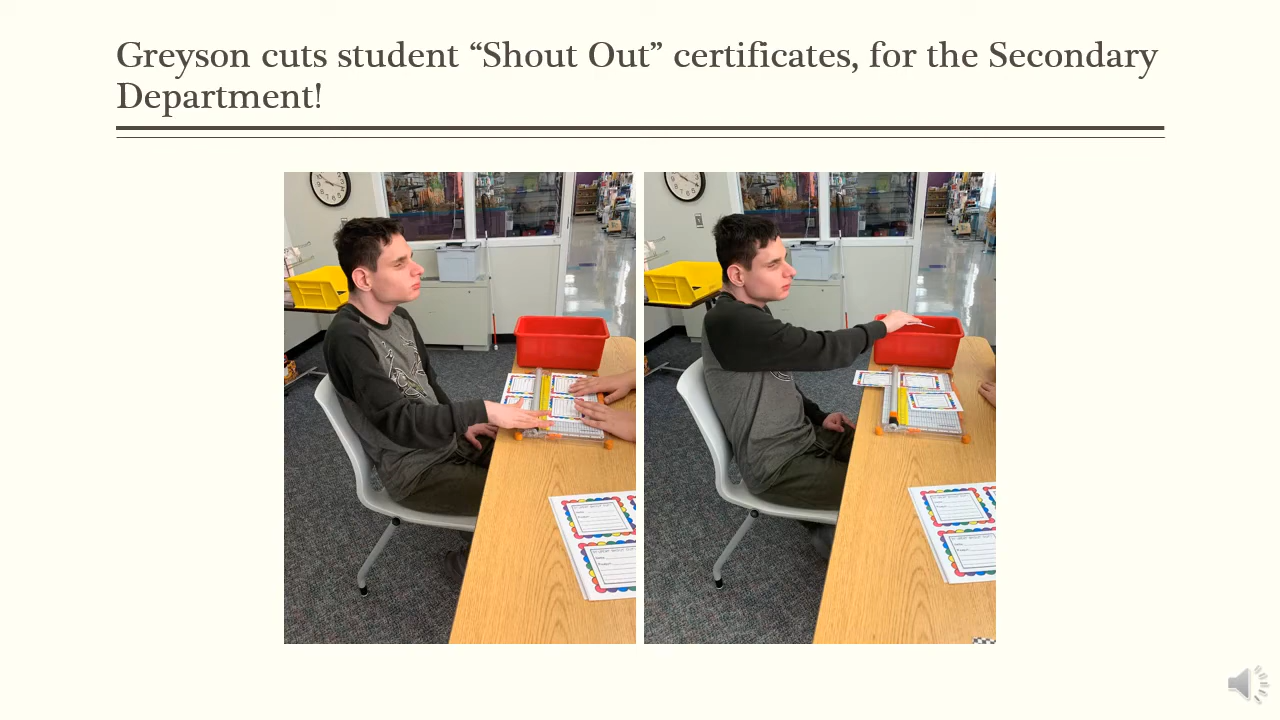 Greyson cuts student “Shout Out” certificates, for the Secondary
Department!